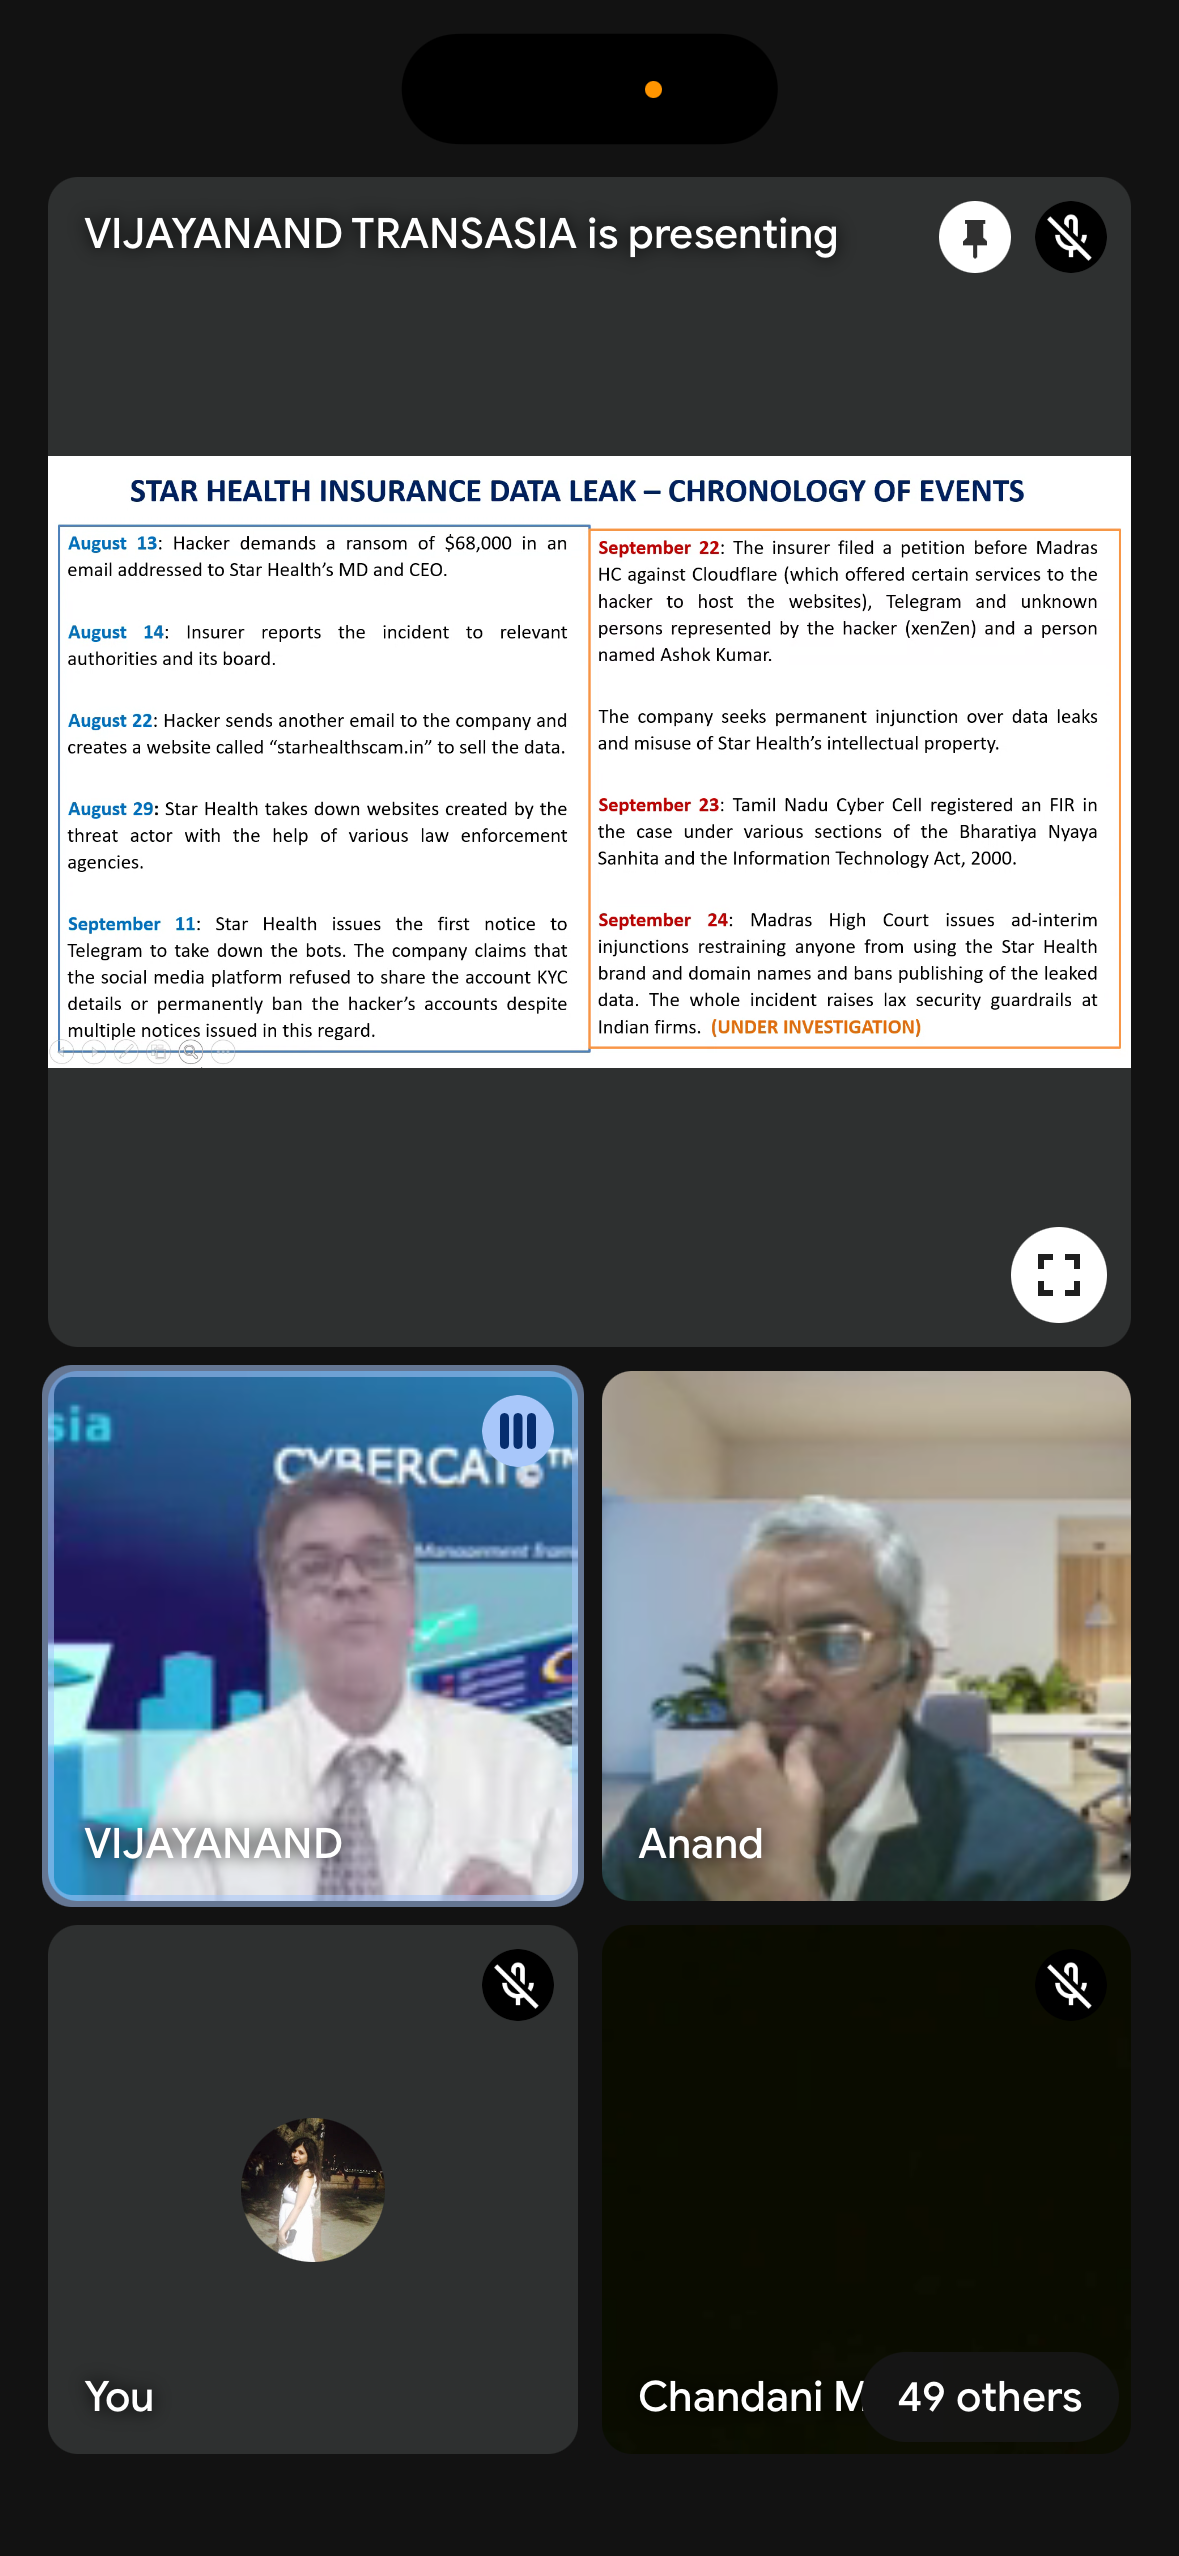 VIJAYANAND TRANSASIA is presenting
STAR HEALTH INSURANCE DATA LEAK – CHRONOLOGY OF EVENTS
August 13: Hacker demands a ransom of $68,000 in an
email addressed to Star Health's MD and CEO.
August 14: Insurer reports the incident to relevant
authorities and its board.
August 22: Hacker sends another email to the company and
creates a website called “starhealthscam.in” to sell the data.
August 29: Star Health takes down websites created by the
threat actor with the help of various law enforcement
agencies.
September 11: Star Health issues the first notice to
Telegram to take down the bots. The company claims that
the social media platform refused to share the account KYC
details or permanently ban the hacker's accounts despite
multiple notices issued in this regard.
September 22: The insurer filed a petition before Madras
HC against Cloudflare (which offered certain services to the
hacker to host the websites), Telegram and unknown
persons represented by the hacker (xenZen) and a person
named Ashok Kumar.
The company seeks permanent injunction over data leaks
and misuse of Star Health's intellectual property.
September 23: Tamil Nadu Cyber Cell registered an FIR in
the case under various sections of the Bharatiya Nyaya
Sanhita and the Information Technology Act, 2000.
September 24: Madras High Court issues ad-interim
injunctions restraining anyone from using the Star Health
brand and domain names and bans publishing of the leaked
data. The whole incident raises lax security guardrails at
Indian firms. (UNDER INVESTIGATION)
sia
CYBERCAT©™
Management fram
VIJAYANAND
Anand
You
Chandani M
49 others